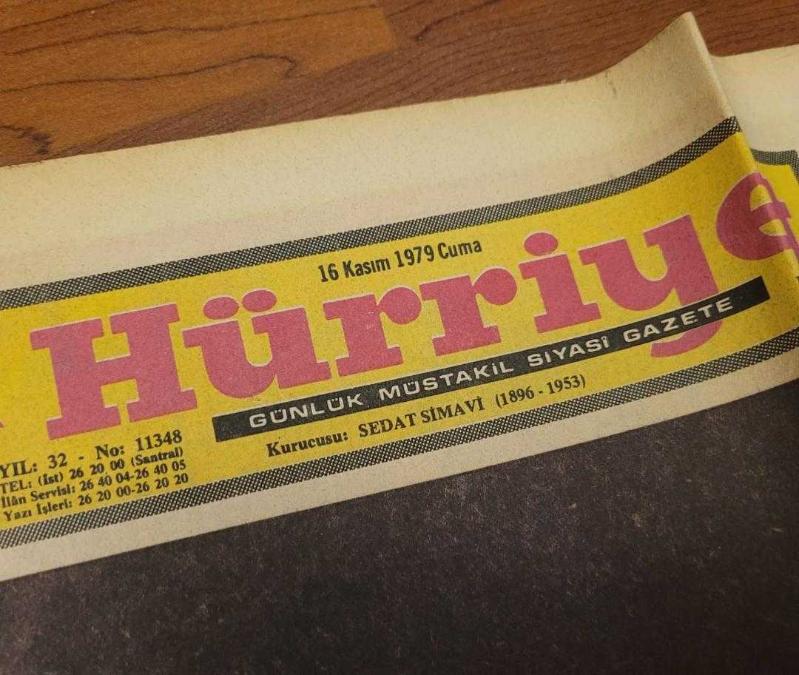 16 Kasım 1979 Cuma
Hürriye
GÜNLÜK MÜSTAKİL SİYASİ GAZETE
Kurucusu: SEDAT SİMAVİ (1896 - 1953)
YIL: 32 - No: 11348
TEL: (İst) 26 20 00 (Santral)
İlân Servisi: 26 40 04-26 40 05
Yazı İşleri: 26 20 00-26 20 20